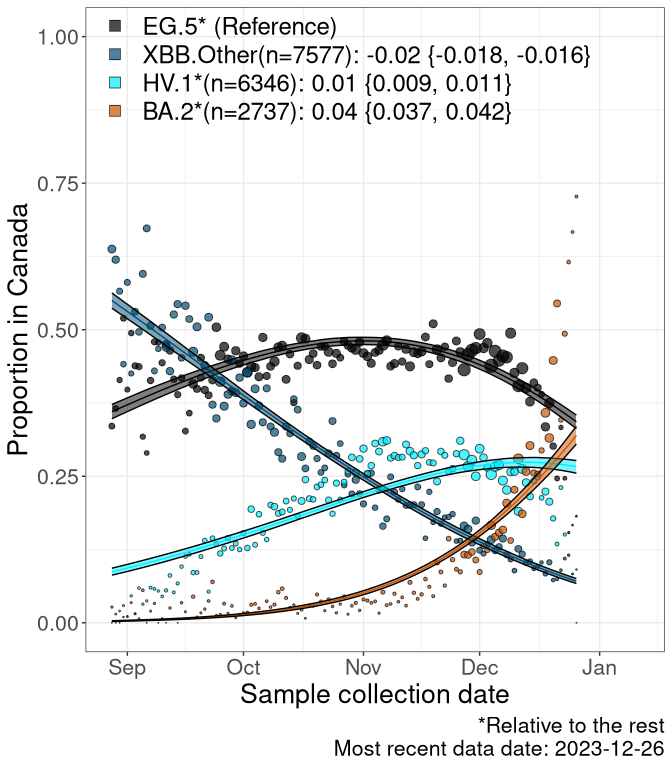 EG.5* (Reference)
XBB.Other(n=7577): -0.02 {-0.018, -0.016}
HV.1*(n=6346): 0.01 {0.009, 0.011}
BA.2*(n=2737): 0.04 {0.037, 0.042}
1.00
0.75
0.50
0.25
0.00
Proportion in Canada
Sep Oct Nov Dec Jan
Sample collection date
*Relative to the rest
Most recent data date: 2023-12-26